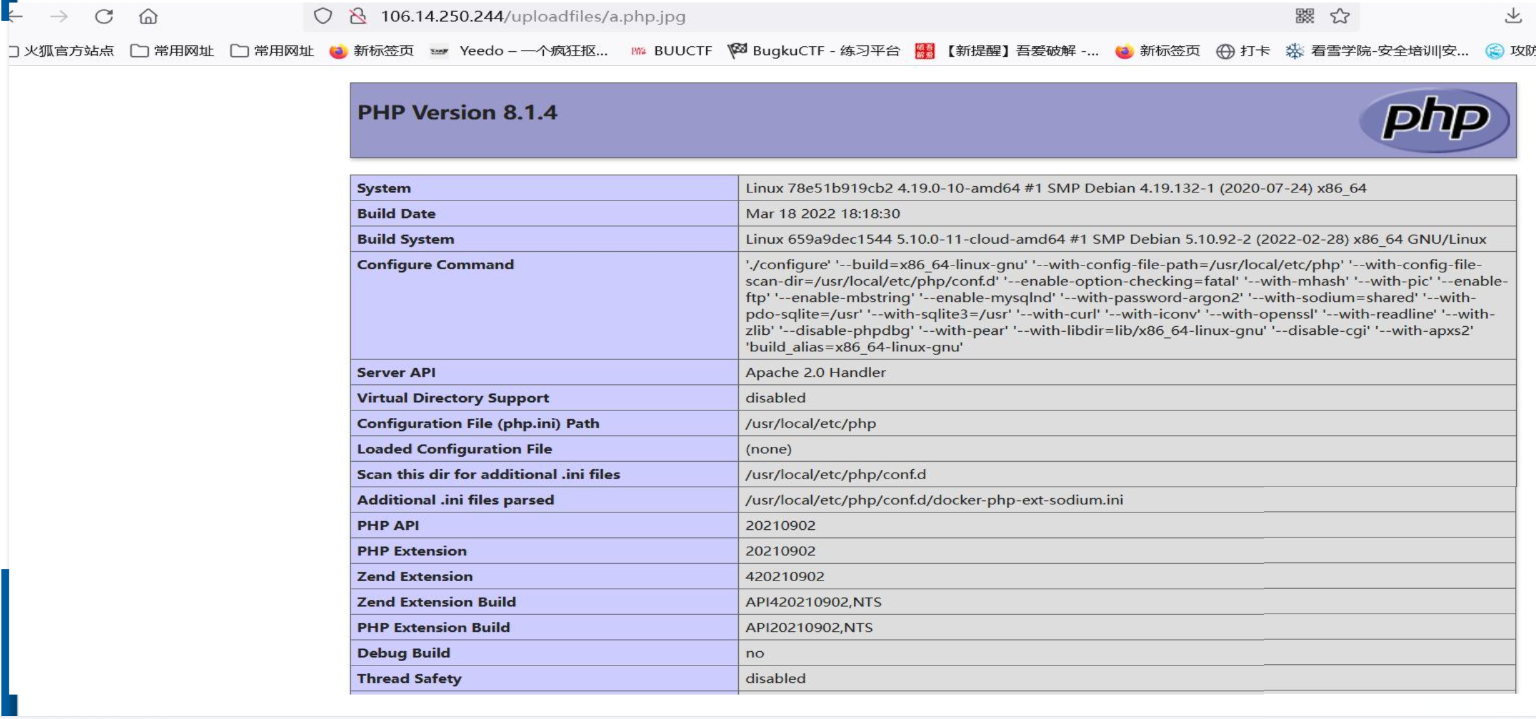 106.14.250.244/uploadfiles/a.php.jpg
火狐官方站点 常用网址 常用网址 新标签页 Yeedo – 一个疯狂抠... BUUCTF BugkuCTF - 练习平台 【新提醒】吾爱破解 -... 新标签页 打卡 看雪学院-安全培训|安... 攻防
PHP Version 8.1.4
php
System Linux 78e51b919cb2 4.19.0-10-amd64 #1 SMP Debian 4.19.132-1 (2020-07-24) x86_64
Build Date Mar 18 2022 18:18:30
Build System Linux 659a9dec1544 5.10.0-11-cloud-amd64 #1 SMP Debian 5.10.92-2 (2022-02-28) x86_64 GNU/Linux
Configure Command './configure' '--build=x86_64-linux-gnu' '--with-config-file-path=/usr/local/etc/php' '--with-config-file-
scan-dir=/usr/local/etc/php/conf.d' '--enable-option-checking=fatal' '--with-mhash' '--with-pic' '--enable-
ftp' '--enable-mbstring' '--enable-mysqlnd' '--with-password-argon2' '--with-sodium=shared' '--with-
pdo-sqlite=/usr' '--with-sqlite3=/usr' '--with-curl' '--with-iconv' '--with-openssl' '--with-readline' '--with-
zlib' '--disable-phpdbg' '--with-pear' '--with-libdir=lib/x86_64-linux-gnu' '--disable-cgi' '--with-apxs2'
'build_alias=x86_64-linux-gnu'
Server API Apache 2.0 Handler
Virtual Directory Support disabled
Configuration File (php.ini) Path /usr/local/etc/php
Loaded Configuration File (none)
Scan this dir for additional .ini files /usr/local/etc/php/conf.d
Additional .ini files parsed /usr/local/etc/php/conf.d/docker-php-ext-sodium.ini
PHP API 20210902
PHP Extension 20210902
Zend Extension 420210902
Zend Extension Build API420210902,NTS
PHP Extension Build API20210902,NTS
Debug Build no
Thread Safety disabled